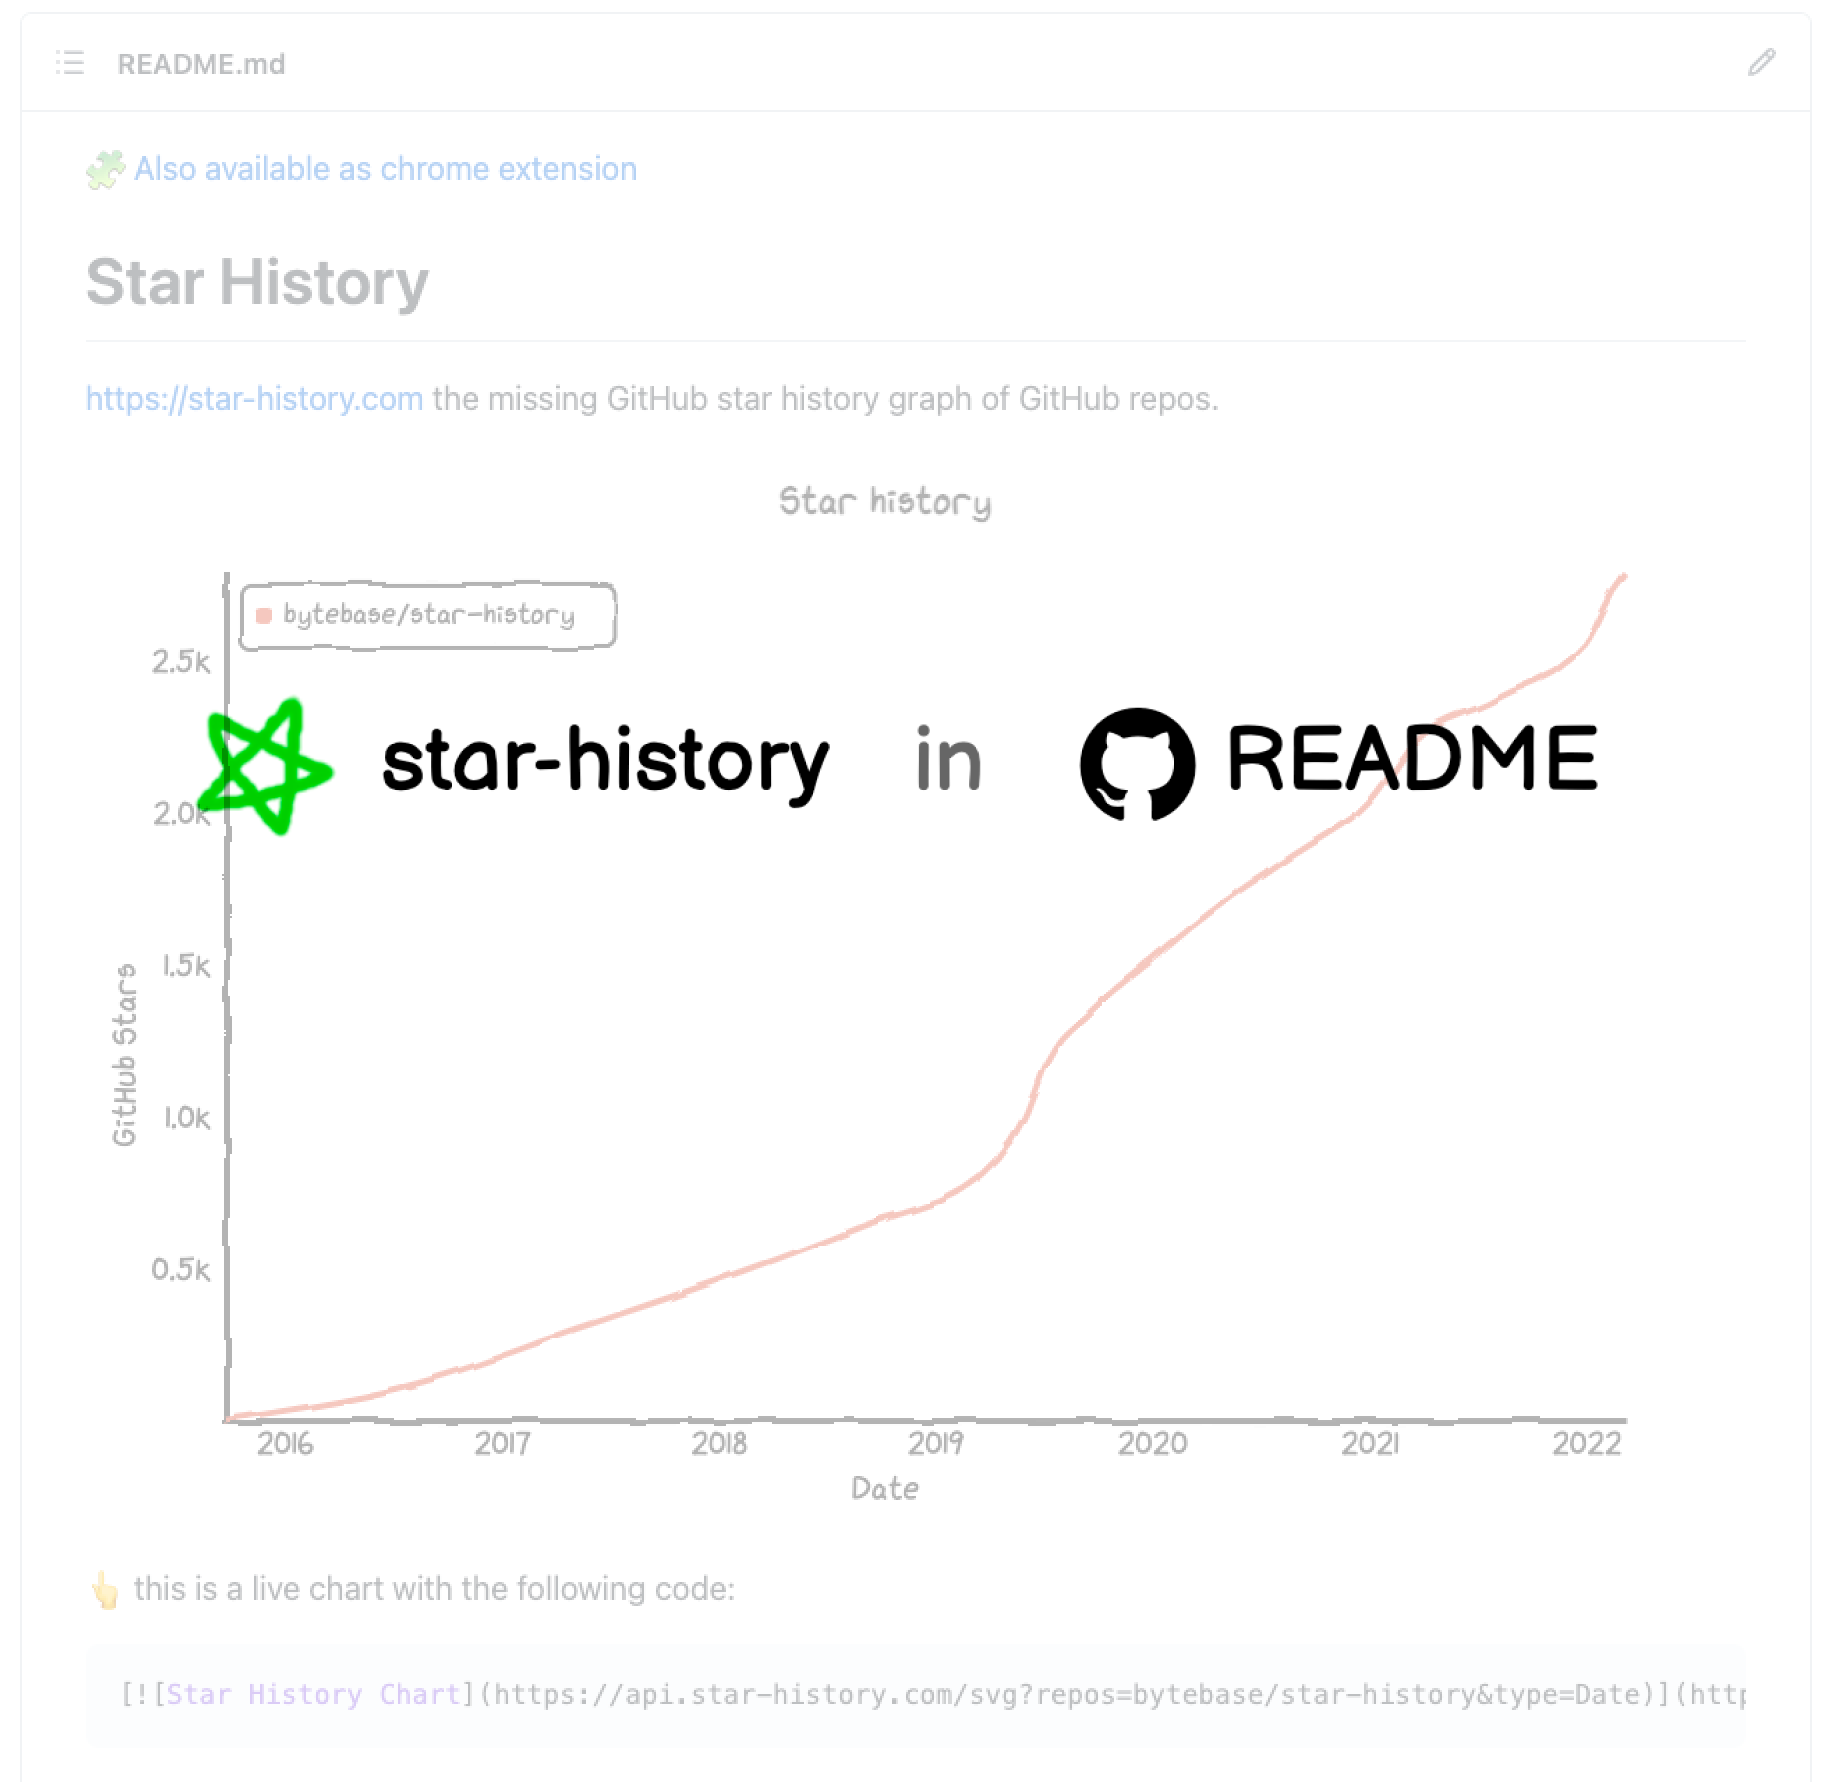 README.md
Also available as chrome extension
Star History
https://star-history.com the missing GitHub star history graph of GitHub repos.
Star history
bytebase/star-history
2.5k
star-history in README
2.0k
1.5k
GitHub Stars
1.0k
0.5k
2016 2017 2018 2019 2020 2021 2022
Date
this is a live chart with the following code:
[![Star History Chart](https://api.star-history.com/svg?repos=bytebase/star-history&type=Date)](http